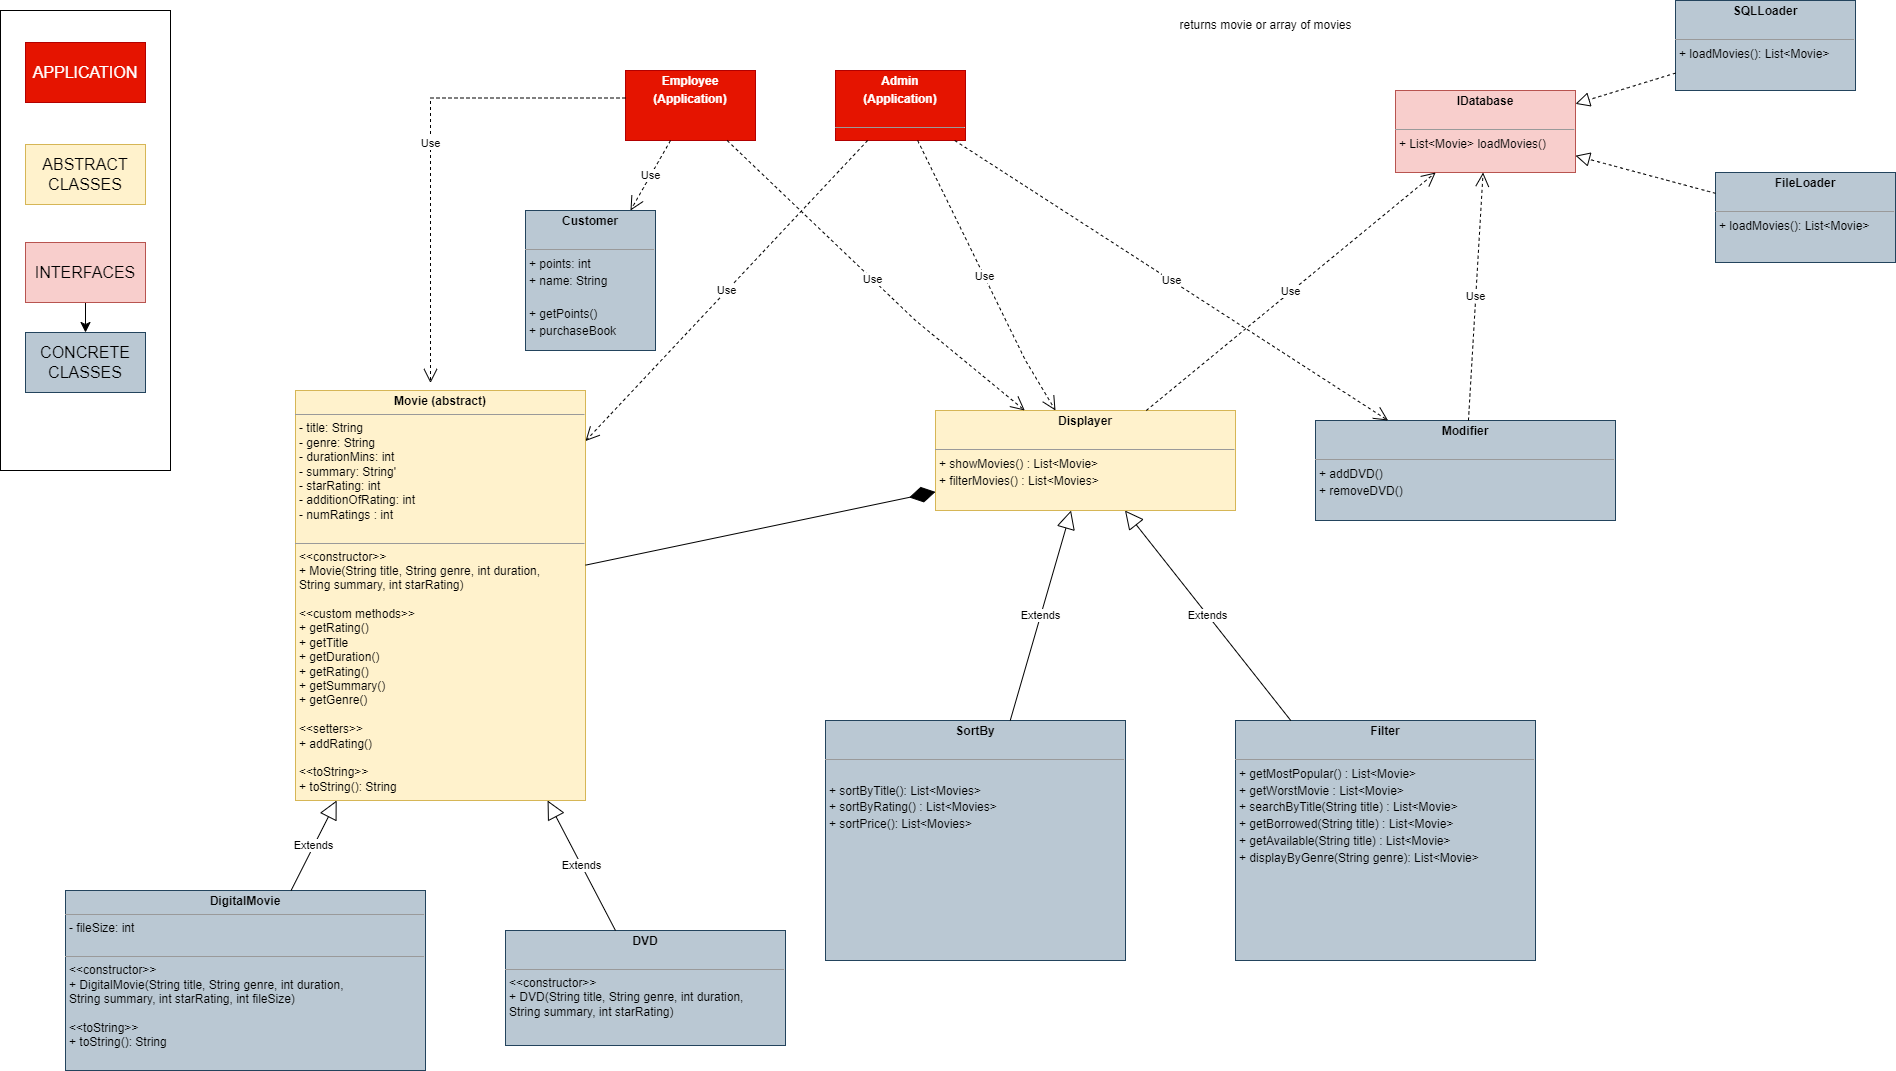 APPLICATION
ABSTRACT
CLASSES
INTERFACES
CONCRETE
CLASSES
returns movie or array of movies
Employee
(Application)
Admin
(Application)
Use
Use
Use
Use
Use
Use
Use
Use
Customer
+ points: int
+ name: String
+ getPoints()
+ purchaseBook
SQLLoader
+ loadMovies(): List<Movie>
IDatabase
+ List<Movie> loadMovies()
FileLoader
+ loadMovies(): List<Movie>
Movie (abstract)
- title: String
- genre: String
- durationMins: int
- summary: String'
- starRating: int
- additionOfRating: int
- numRatings : int
<<constructor>>
+ Movie(String title, String genre, int duration,
String summary, int starRating)
<<custom methods>>
+ getRating()
+ getTitle
+ getDuration()
+ getRating()
+ getSummary()
+ getGenre()
<<setters>>
+ addRating()
<<toString>>
+ toString(): String
Displayer
+ showMovies() : List<Movie>
+ filterMovies() : List<Movies>
Modifier
+ addDVD()
+ removeDVD()
Extends
Extends
SortBy
+ sortByTitle(): List<Movies>
+ sortByRating() : List<Movies>
+ sortPrice(): List<Movies>
Filter
+ getMostPopular() : List<Movie>
+ getWorstMovie : List<Movie>
+ searchByTitle(String title) : List<Movie>
+ getBorrowed(String title) : List<Movie>
+ getAvailable(String title) : List<Movie>
+ displayByGenre(String genre): List<Movie>
Extends
Extends
DigitalMovie
- fileSize: int
<<constructor>>
+ DigitalMovie(String title, String genre, int duration,
String summary, int starRating, int fileSize)
<<toString>>
+ toString(): String
DVD
<<constructor>>
+ DVD(String title, String genre, int duration,
String summary, int starRating)